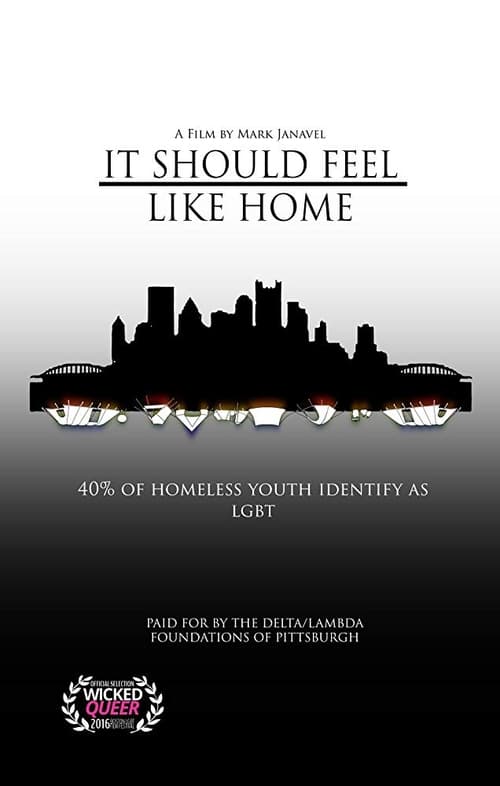 A Film by Mark Janavel
IT SHOULD FEEL
LIKE HOME
40% OF HOMELESS YOUTH IDENTIFY AS
LGBT
PAID FOR BY THE DELTA/LAMBDA
FOUNDATIONS OF PITTSBURGH
OFFICIAL SELECTION
WICKED
QUEER
2016